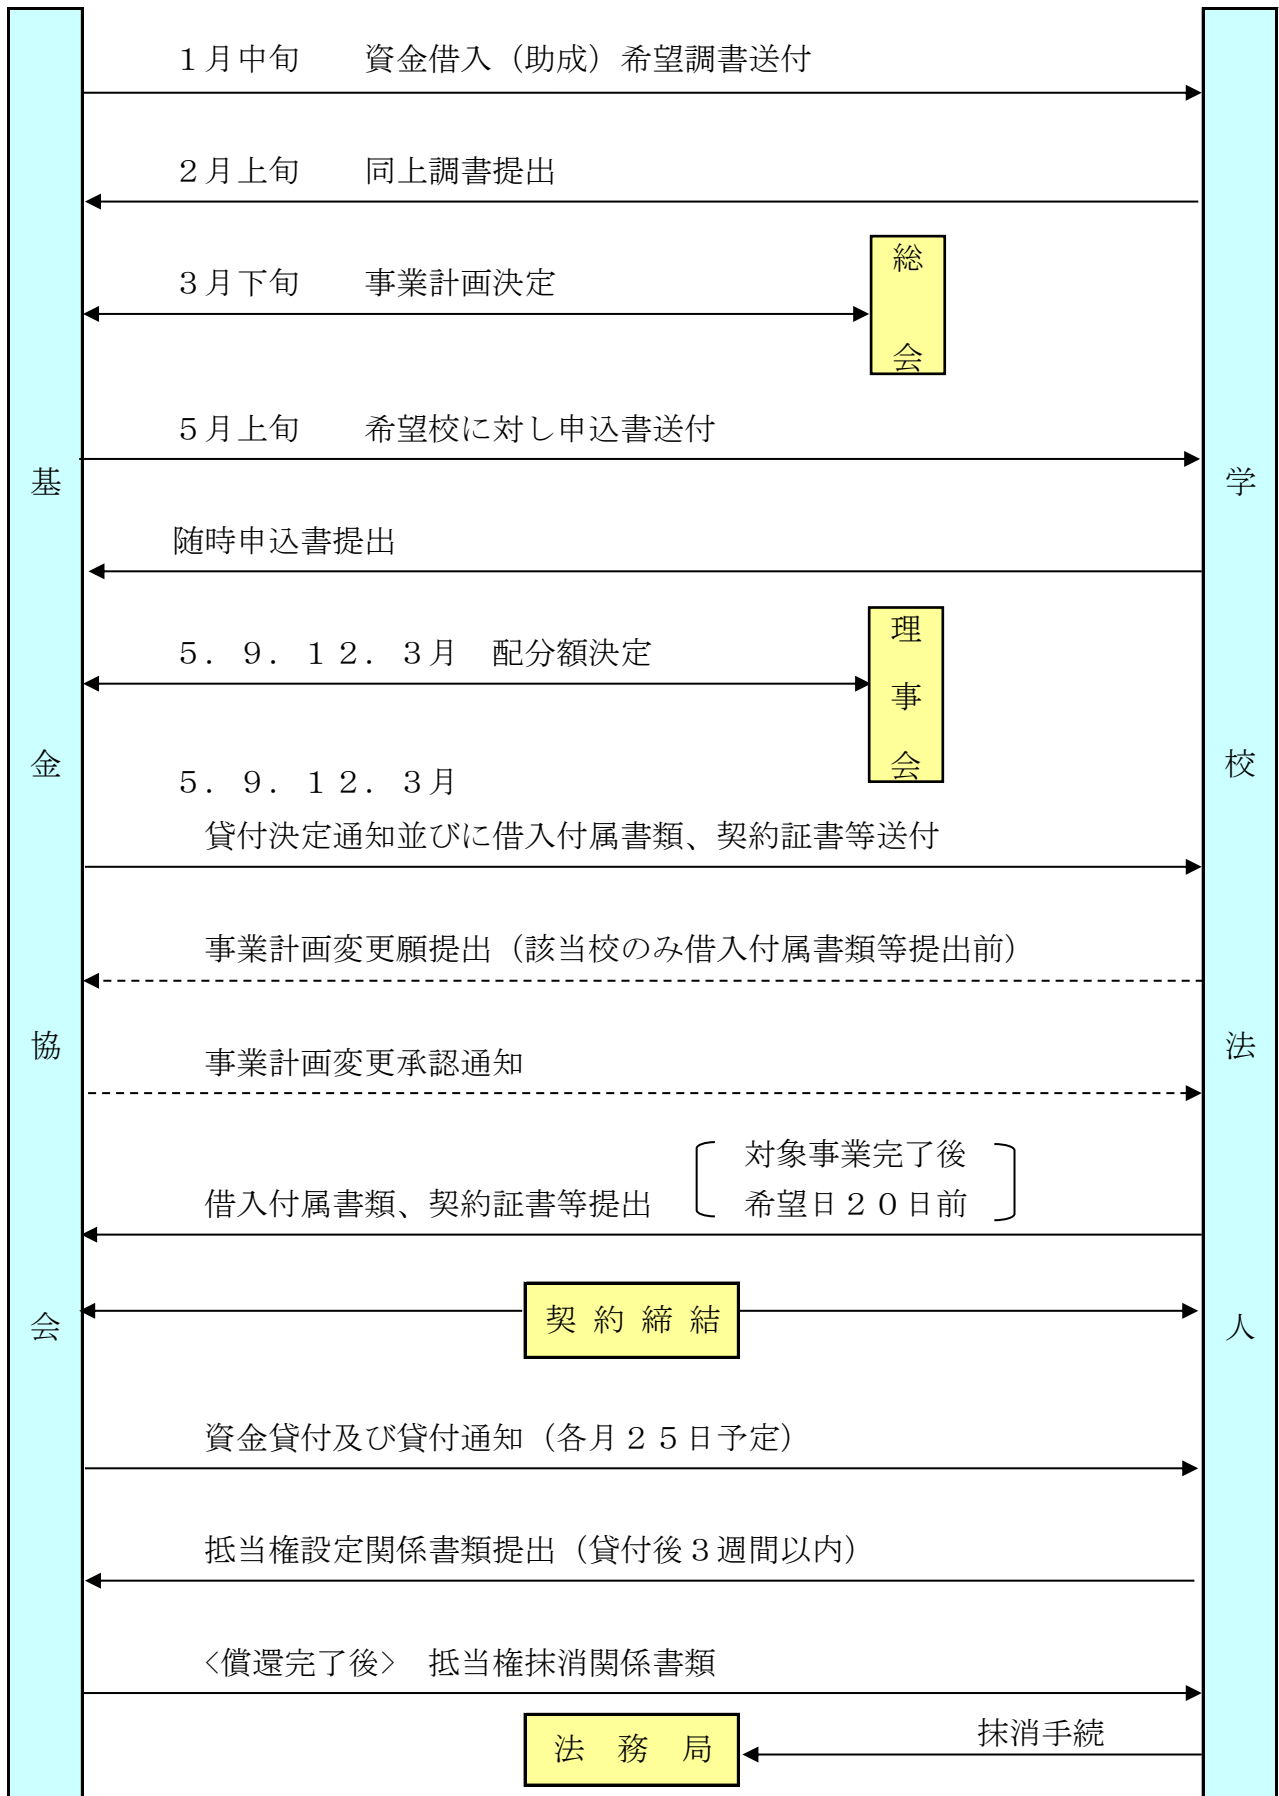 １月中旬　　資金借入（助成）希望調書送付
２月上旬　　同上調書提出
３月下旬　　事業計画決定
総会
５月上旬　　希望校に対し申込書送付
随時申込書提出
５．９．１２．３月　配分額決定
理事会
５．９．１２．３月
貸付決定通知並びに借入付属書類、契約証書等送付
事業計画変更願提出（該当校のみ借入付属書類等提出前）
事業計画変更承認通知
対象事業完了後
借入付属書類、契約証書等提出
希望日２０日前
契約締結
資金貸付及び貸付通知（各月２５日予定）
抵当権設定関係書類提出（貸付後３週間以内）
<償還完了後>　抵当権抹消関係書類
抹消手続
法務局
基金協会
学校法人